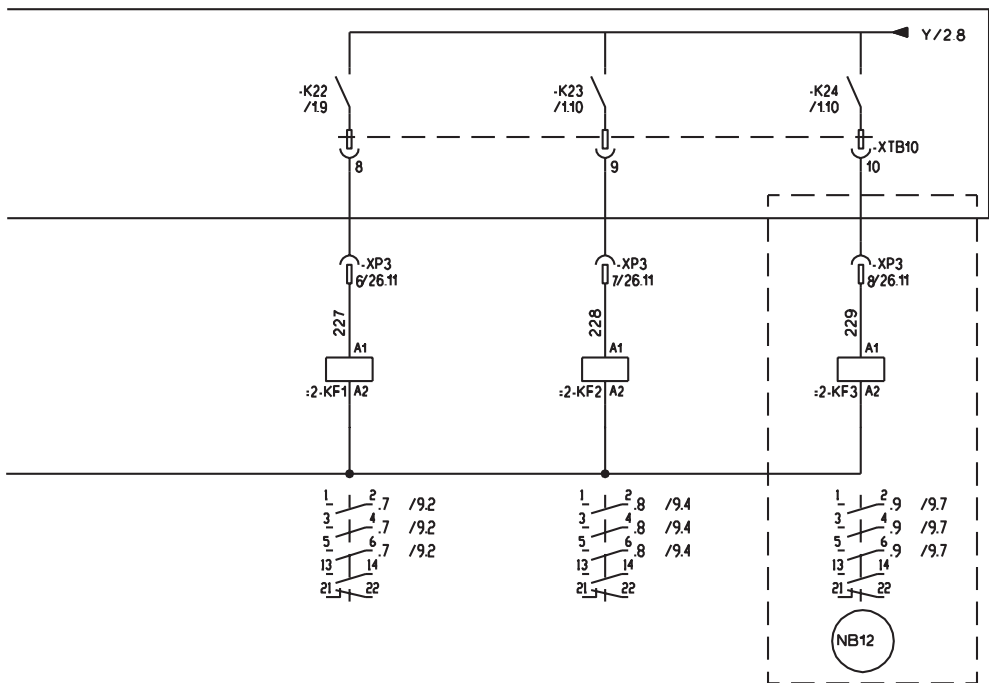 Y/2.8
-K22
/1.9
-K23
/1.10
-K24
/1.10
-XTB10
8
9
10
-XP3
6/26.11
-XP3
7/26.11
-XP3
8/26.11
227
228
229
A1
A1
A1
=2-KF1 A2
=2-KF2 A2
=2-KF3 A2
1 2 .7 /9.2
3 4 .7 /9.2
5 6 .7 /9.2
13 14
21 22
1 2 .8 /9.4
3 4 .8 /9.4
5 6 .8 /9.4
13 14
21 22
1 2 .9 /9.7
3 4 .9 /9.7
5 6 .9 /9.7
13 14
21 22
NB12